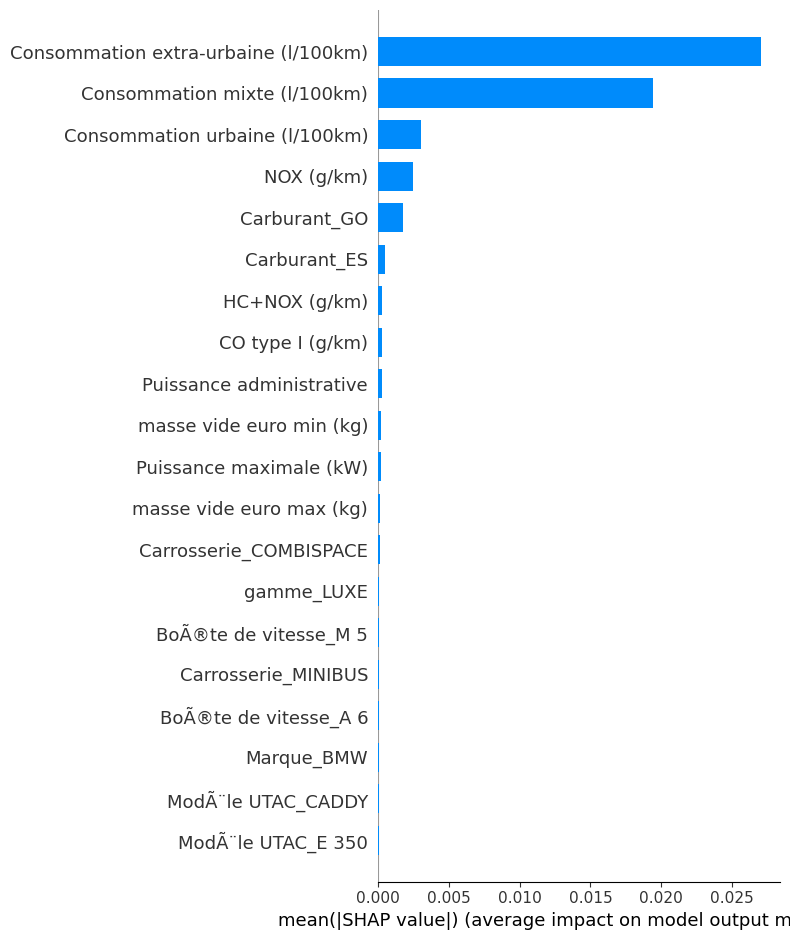 Consommation extra-urbaine (l/100km)
Consommation mixte (l/100km)
Consommation urbaine (l/100km)
NOX (g/km)
Carburant_GO
Carburant_ES
HC+NOX (g/km)
CO type I (g/km)
Puissance administrative
masse vide euro min (kg)
Puissance maximale (kW)
masse vide euro max (kg)
Carrosserie_COMBISPACE
gamme_LUXE
BoÃ®te de vitesse_M 5
Carrosserie_MINIBUS
BoÃ®te de vitesse_A 6
Marque_BMW
ModÃ¨le UTAC_CADDY
ModÃ¨le UTAC_E 350
0.000 0.005 0.010 0.015 0.020 0.025
mean(|SHAP value|) (average impact on model output m